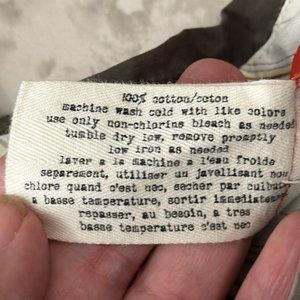 100% cotton/coton
machine wash cold with like colors
use only non-chlorine bleach as needed
tumble dry low, remove promptly
low iron as needed
laver a la machine a l'eau froide
separement, utiliser un javellisant non
chlore quand c'est nec, secher par culbut
a basse temperature, sortir immediatement
repasser, au besoin, a tres
basse temperature c'est nec